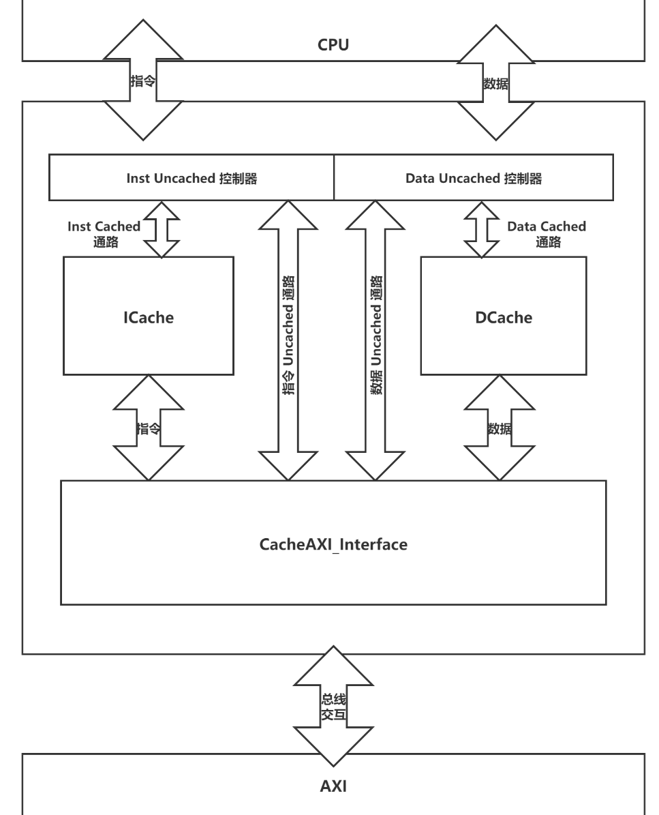 CPU
指令
数据
Inst Uncached 控制器
Data Uncached 控制器
Inst Cached
通路
Data Cached
通路
ICache
指令 Uncached 通路
数据 Uncached 通路
DCache
指令
数据
CacheAXI_Interface
总线
交互
AXI